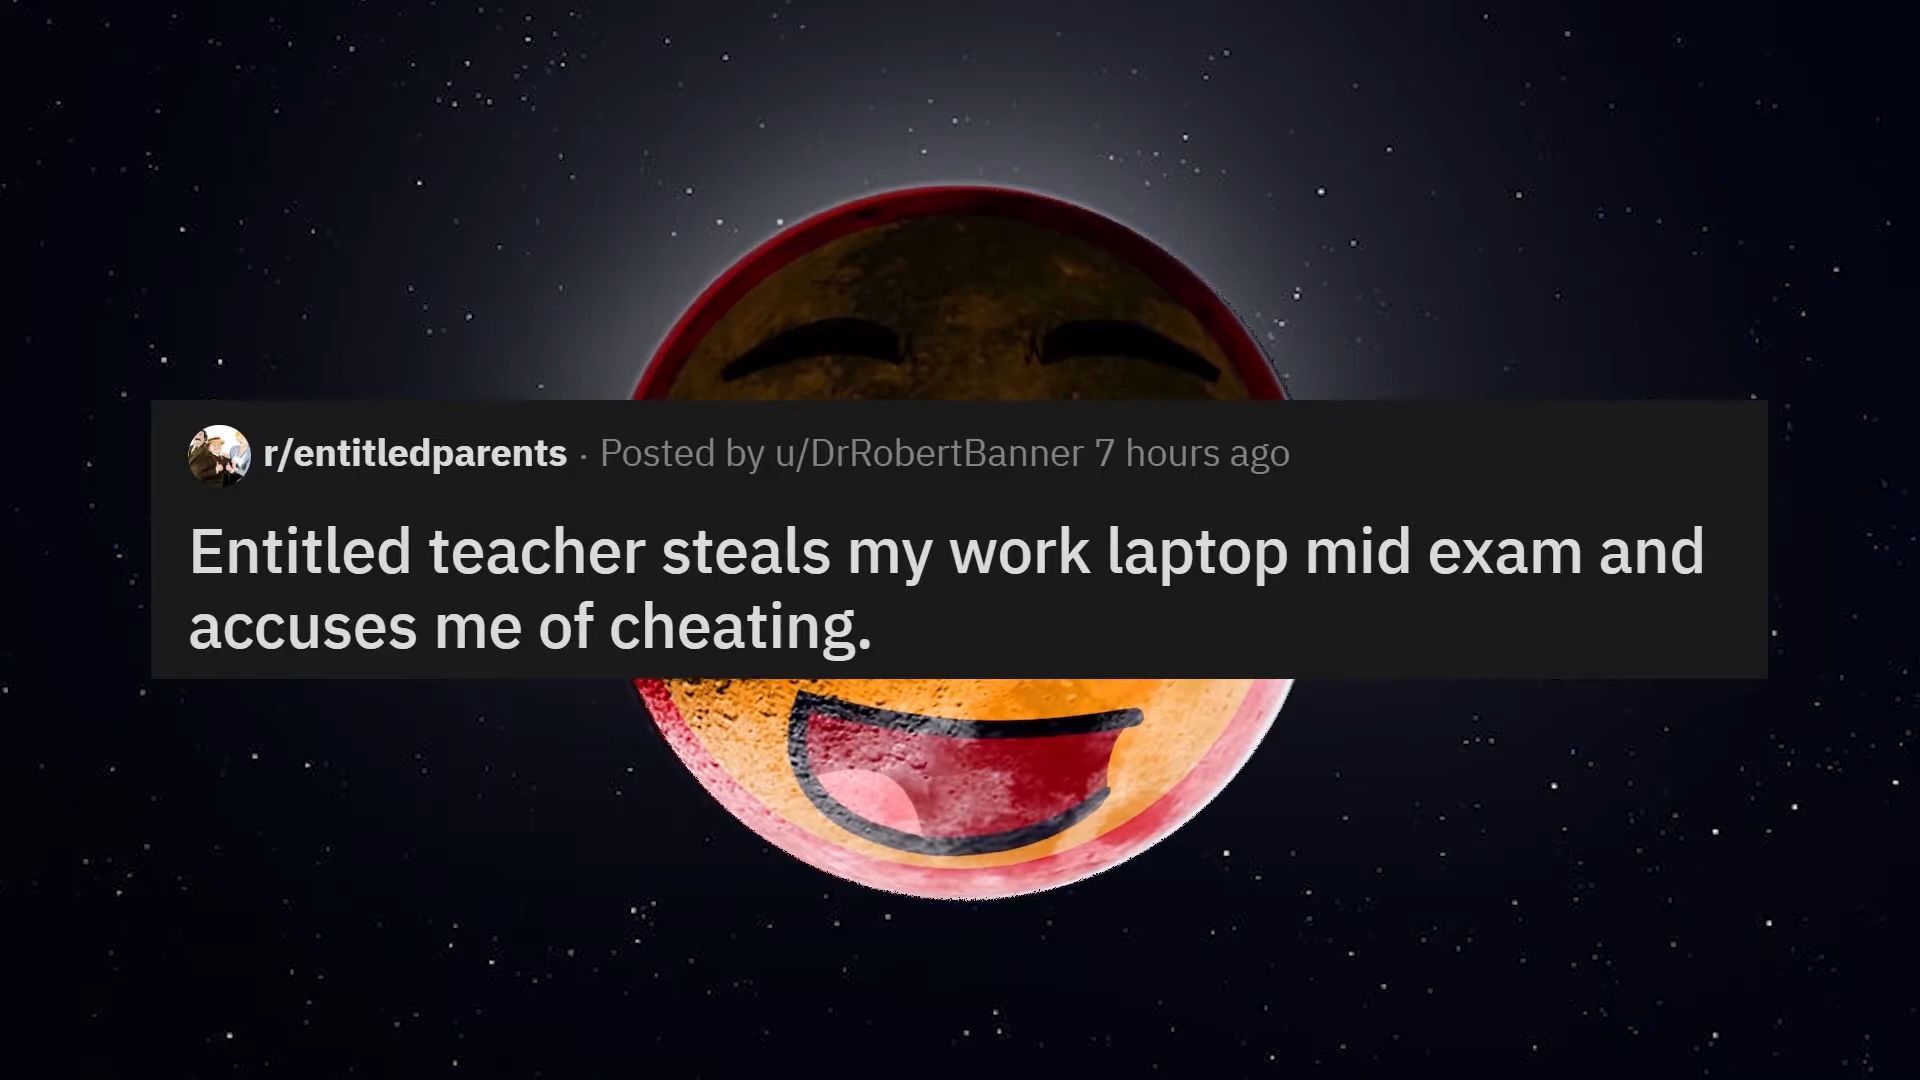 r/entitledparents · Posted by u/DrRobertBanner 7 hours ago
Entitled teacher steals my work laptop mid exam and
accuses me of cheating.